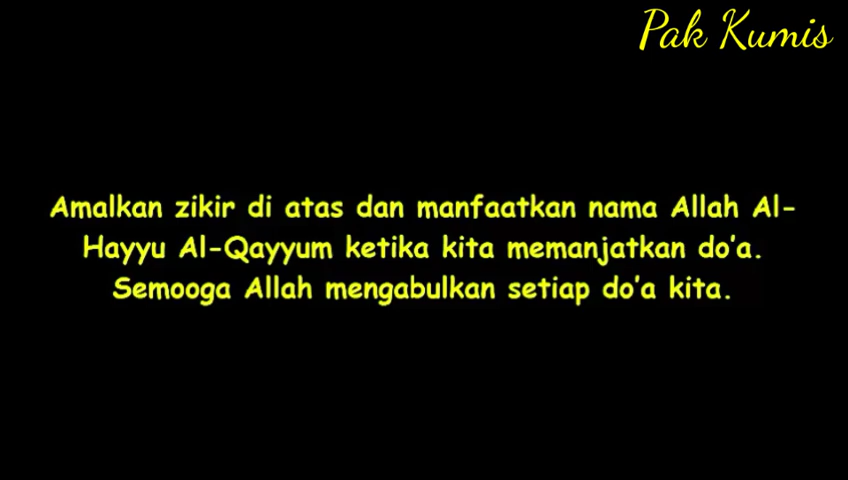 Pak Kumis
Amalkan zikir di atas dan manfaatkan nama Allah Al-
Hayyu Al-Qayyum ketika kita memanjatkan do'a.
Semooga Allah mengabulkan setiap do'a kita.